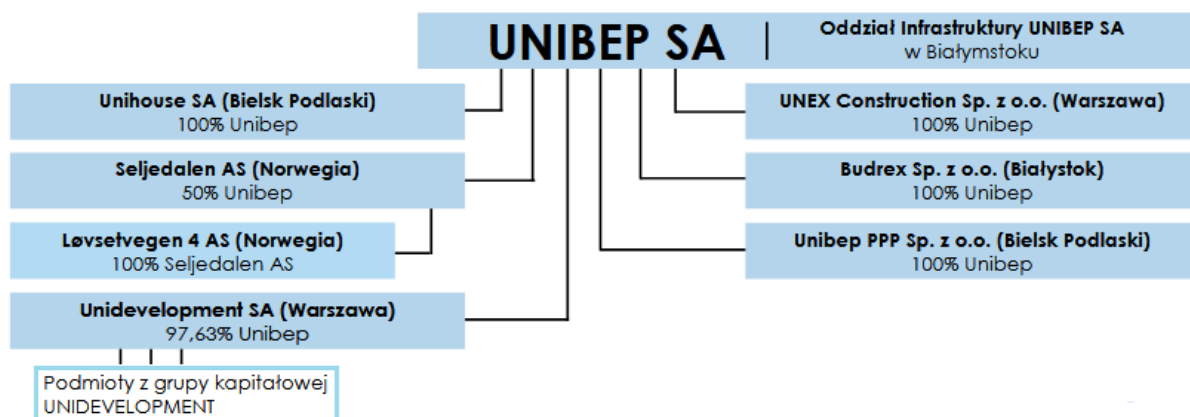 UNIBEP SA
Oddział Infrastruktury UNIBEP SA
w Białymstoku
Unihouse SA (Bielsk Podlaski)
100% Unibep
Seljedalen AS (Norwegia)
50% Unibep
Løvsetvegen 4 AS (Norwegia)
100% Seljedalen AS
Unidevelopment SA (Warszawa)
97,63% Unibep
Podmioty z grupy kapitałowej
UNIDEVELOPMENT
UNEX Construction Sp. z o.o. (Warszawa)
100% Unibep
Budrex Sp. z o.o. (Białystok)
100% Unibep
Unibep PPP Sp. z o.o. (Bielsk Podlaski)
100% Unibep